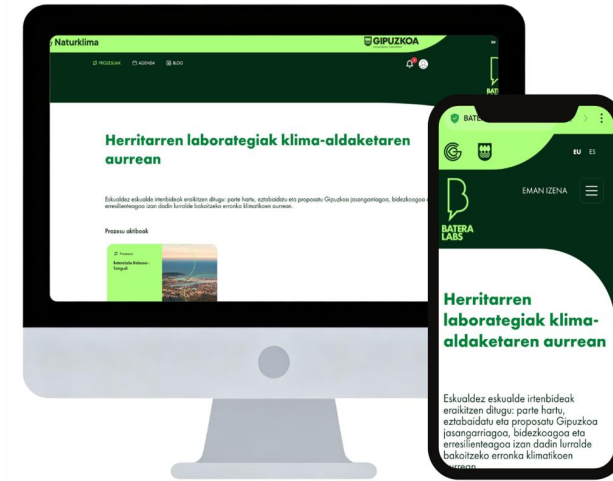 Naturklima
GIPUZKOA
PROZESUAK AGENDA BLOG
Herritarren laborategiak klima-aldaketaren
aurrean
Eskualdez eskualde irtenbideak eraikitzen ditugu: parte hartu, eztabaidatu eta proposatu Gipuzkoa jasangarriagoa, bidezkoagoa
erresilienteagoa izan dadin lurralde bakoitzeko erronka klimatikoen aurrean.
Prozesu aktiboak
Prozesua
BATE
EU ES
BATERA
LABS
EMAN IZENA
Herritarren
laborategiak klima-
aldaketaren aurrean
Eskualdez eskualde irtenbideak
eraikitzen ditugu: parte hartu,
eztabaidatu eta proposatu Gipuzkoa
jasangarriagoa, bidezkoagoa eta
erresilienteagoa izan dadin lurralde
bakoitzeko erronka klimatikoen
aurrean